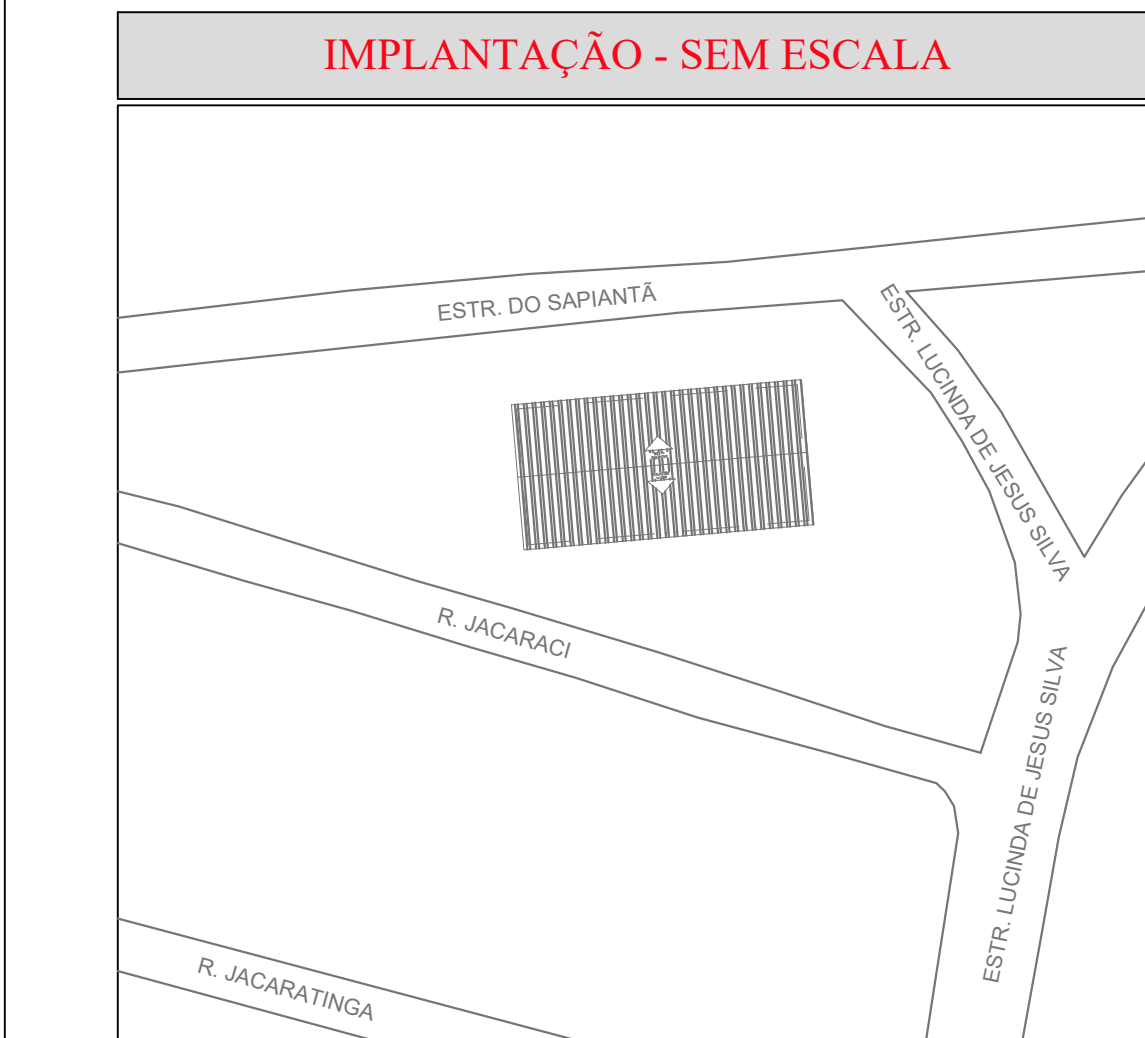 IMPLANTAÇÃO - SEM ESCALA
ESTR. DO SAPIANTÃ
ESTR. LUCINDA DE JESUS SILVA
R. JACARACI
ESTR. LUCINDA DE JESUS SILVA
R. JACARATINGA